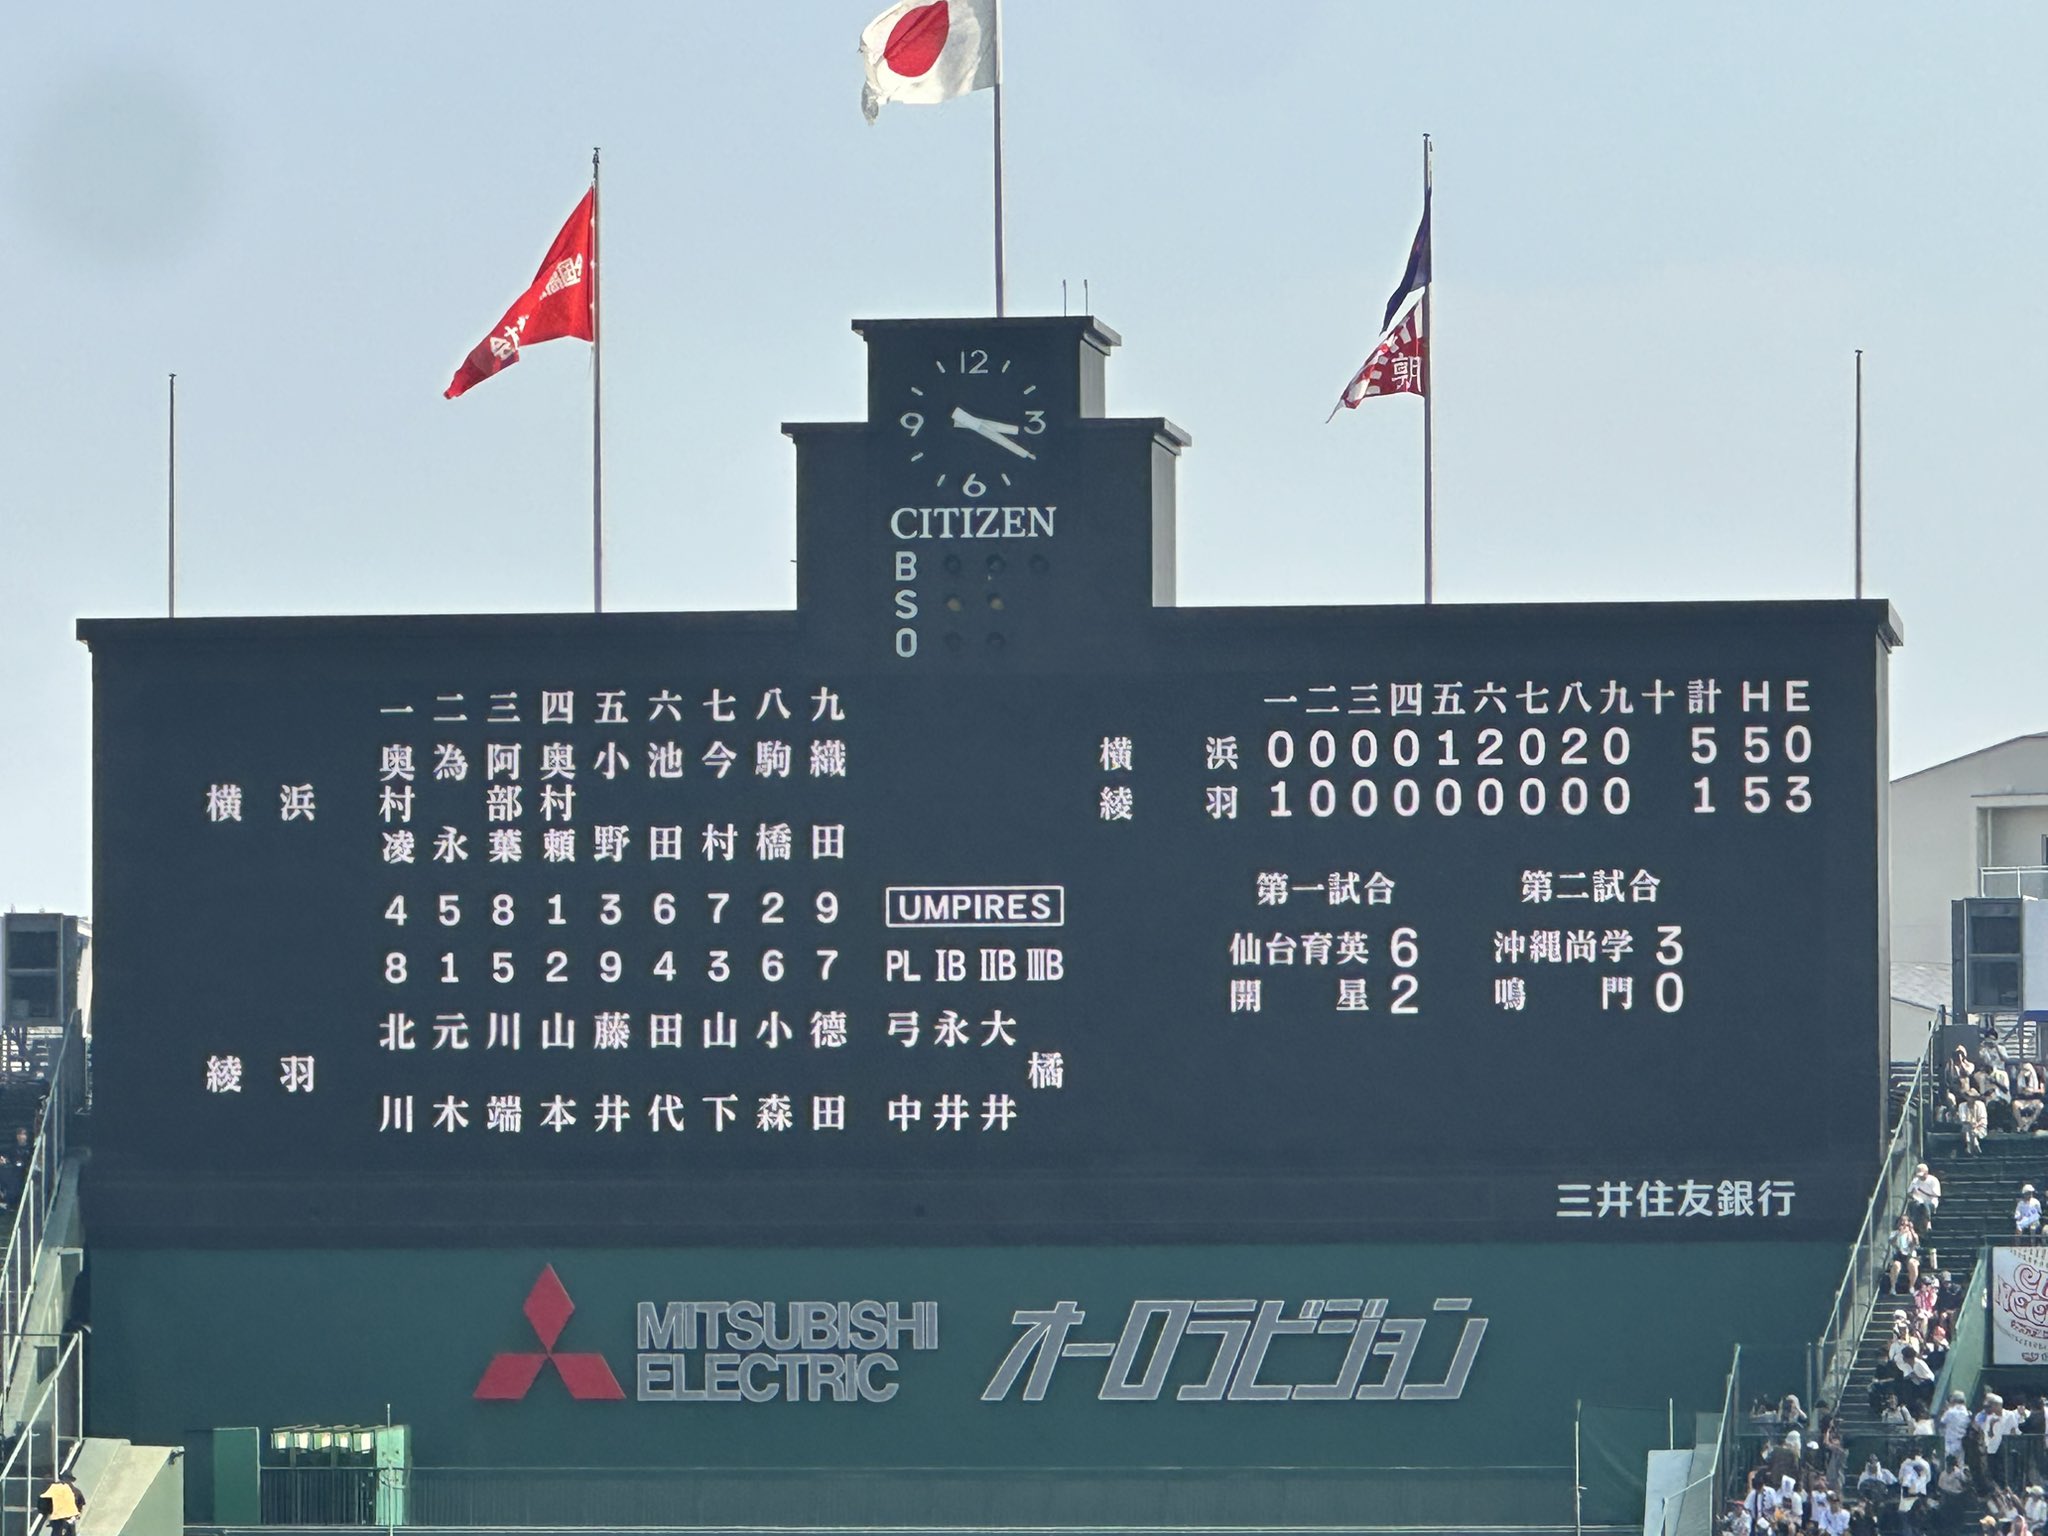 朝
12
9 3
6
CITIZEN
B
S
O
一 二 三 四 五 六 七 八 九
横浜 奥村凌 為永 阿部葉 奥村頼 小野 池田 今村 駒橋 織田
4 5 8 1 3 6 7 2 9
8 1 5 2 9 4 3 6 7
綾羽 北川 元木 川端 山本 藤井 田代 山下 小森 徳田
UMPIRES
PL ⅠB ⅡB ⅢB
弓中 永井 大井 橘
一 二 三 四 五 六 七 八 九 十 計 H E
横浜 0 0 0 0 1 2 0 2 0 5 5 0
綾羽 1 0 0 0 0 0 0 0 0 1 5 3
第一試合
仙台育英 6
開星 2
第二試合
沖縄尚学 3
鳴門 0
三井住友銀行
MITSUBISHI
ELECTRIC
オーロラビジョン